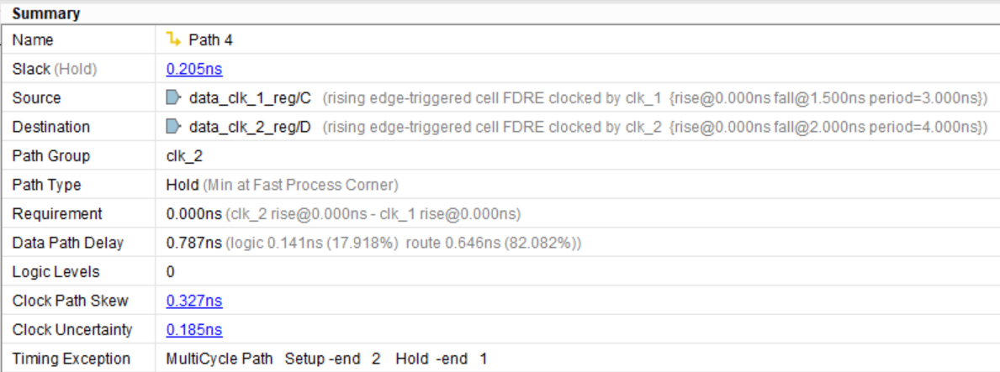 Summary
Name Path 4
Slack (Hold) 0.205ns
Source data_clk_1_reg/C (rising edge-triggered cell FDRE clocked by clk_1 {rise@0.000ns fall@1.500ns period=3.000ns})
Destination data_clk_2_reg/D (rising edge-triggered cell FDRE clocked by clk_2 {rise@0.000ns fall@2.000ns period=4.000ns})
Path Group clk_2
Path Type Hold (Min at Fast Process Corner)
Requirement 0.000ns (clk_2 rise@0.000ns - clk_1 rise@0.000ns)
Data Path Delay 0.787ns (logic 0.141ns (17.918%) route 0.646ns (82.082%))
Logic Levels 0
Clock Path Skew 0.327ns
Clock Uncertainty 0.185ns
Timing Exception MultiCycle Path Setup -end 2 Hold -end 1